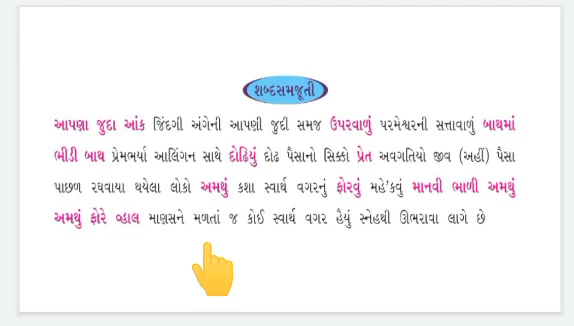 શબ્દસમજૂતી
આપણા જુદા આંક જિંદગી અંગેની આપણી જુદી સમજ ઉપરવાળું પરમેશ્વરની સત્તાવાળું બાથમાં
ભીડી બાથ પ્રેમભર્યા આલિંગન સાથે દોઢિયું દોઢ પૈસાનો સિક્કો પ્રેત અવગતિયો જીવ (અહીં) પૈસા
પાછળ રઘવાયા થયેલા લોકો અમથું કશા સ્વાર્થ વગરનું ફોરવું મહેʼકવું માનવી ભાળી અમથું
અમથું ફોરે વ્હાલ માણસને મળતાં જ કોઈ સ્વાર્થ વગર હૈયું સ્નેહથી ઊભરાવા લાગે છે